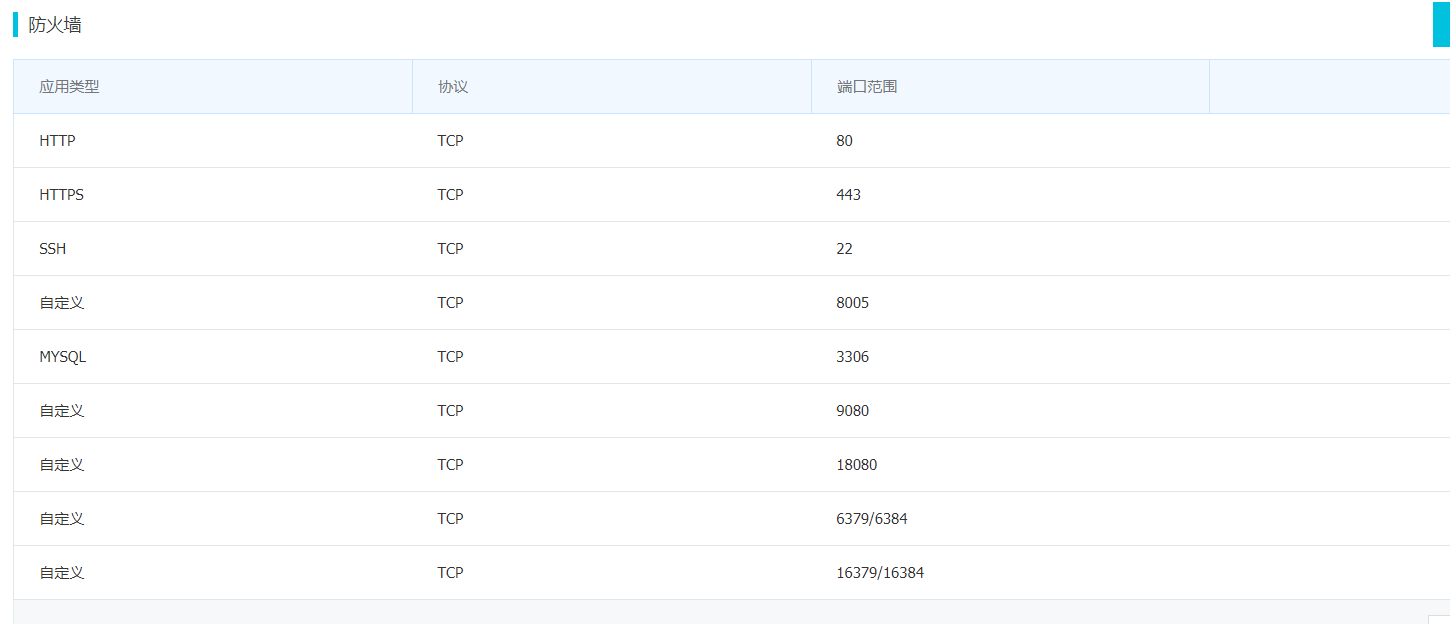 防火墙
应用类型 协议 端口范围
HTTP TCP 80
HTTPS TCP 443
SSH TCP 22
自定义 TCP 8005
MYSQL TCP 3306
自定义 TCP 9080
自定义 TCP 18080
自定义 TCP 6379/6384
自定义 TCP 16379/16384